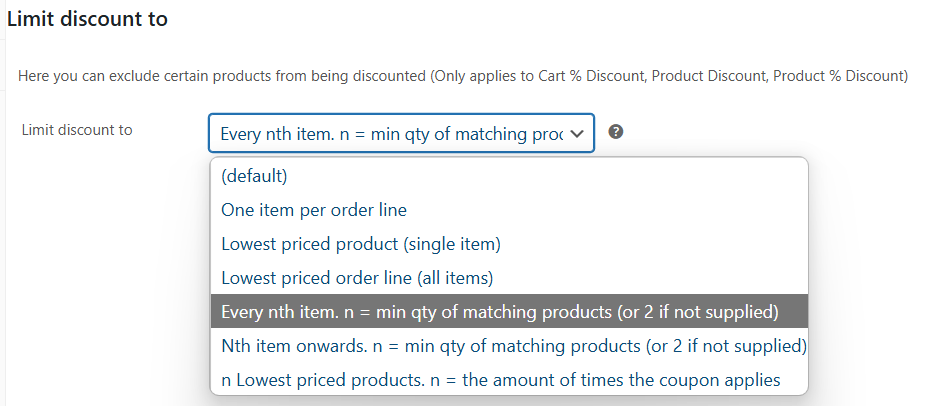 Limit discount to
Here you can exclude certain products from being discounted (Only applies to Cart % Discount, Product Discount, Product % Discount)
Limit discount to
Every nth item. n = min qty of matching proc
?
(default)
One item per order line
Lowest priced product (single item)
Lowest priced order line (all items)
Every nth item. n = min qty of matching products (or 2 if not supplied)
Nth item onwards. n = min qty of matching products (or 2 if not supplied)
n Lowest priced products. n = the amount of times the coupon applies